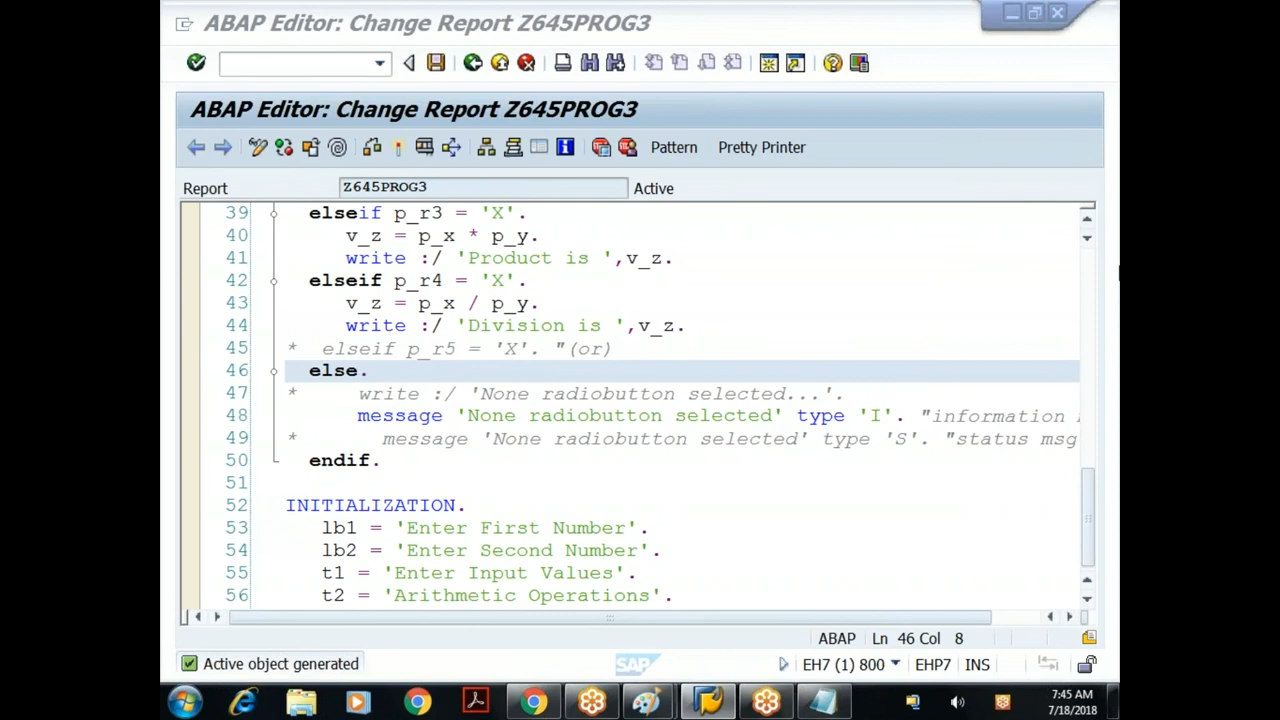 ABAP Editor: Change Report Z645PROG3
ABAP Editor: Change Report Z645PROG3
Pattern Pretty Printer
Report Z645PROG3 Active
39 elseif p_r3 = 'X'.
40 v_z = p_x * p_y.
41 write :/ 'Product is ',v_z.
42 elseif p_r4 = 'X'.
43 v_z = p_x / p_y.
44 write :/ 'Division is ',v_z.
45 * elseif p_r5 = 'X'. "(or)
46 else.
47 * write :/ 'None radiobutton selected...'.
48 message 'None radiobutton selected' type 'I'. "information
49 * message 'None radiobutton selected' type 'S'. "status msg
50 endif.
51
52 INITIALIZATION.
53 lb1 = 'Enter First Number'.
54 lb2 = 'Enter Second Number'.
55 t1 = 'Enter Input Values'.
56 t2 = 'Arithmetic Operations'.
ABAP Ln 46 Col 8
Active object generated SAP EH7 (1) 800 EHP7 INS
7:45 AM
7/18/2018